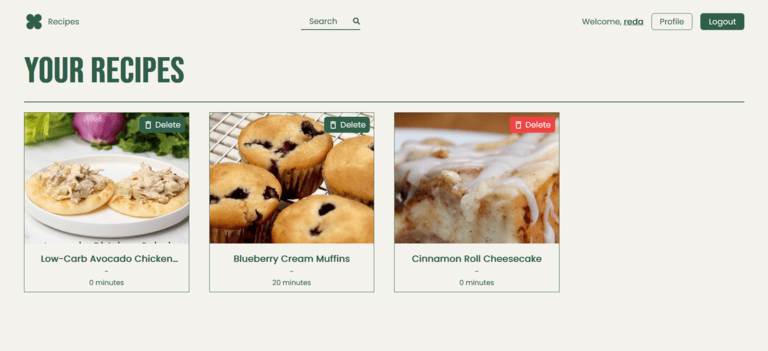 Recipes
Search
Welcome, reda
Profile
Logout
YOUR RECIPES
Delete
Delete
Delete
Low-Carb Avocado Chicken...
-
0 minutes
Blueberry Cream Muffins
-
20 minutes
Cinnamon Roll Cheesecake
-
0 minutes